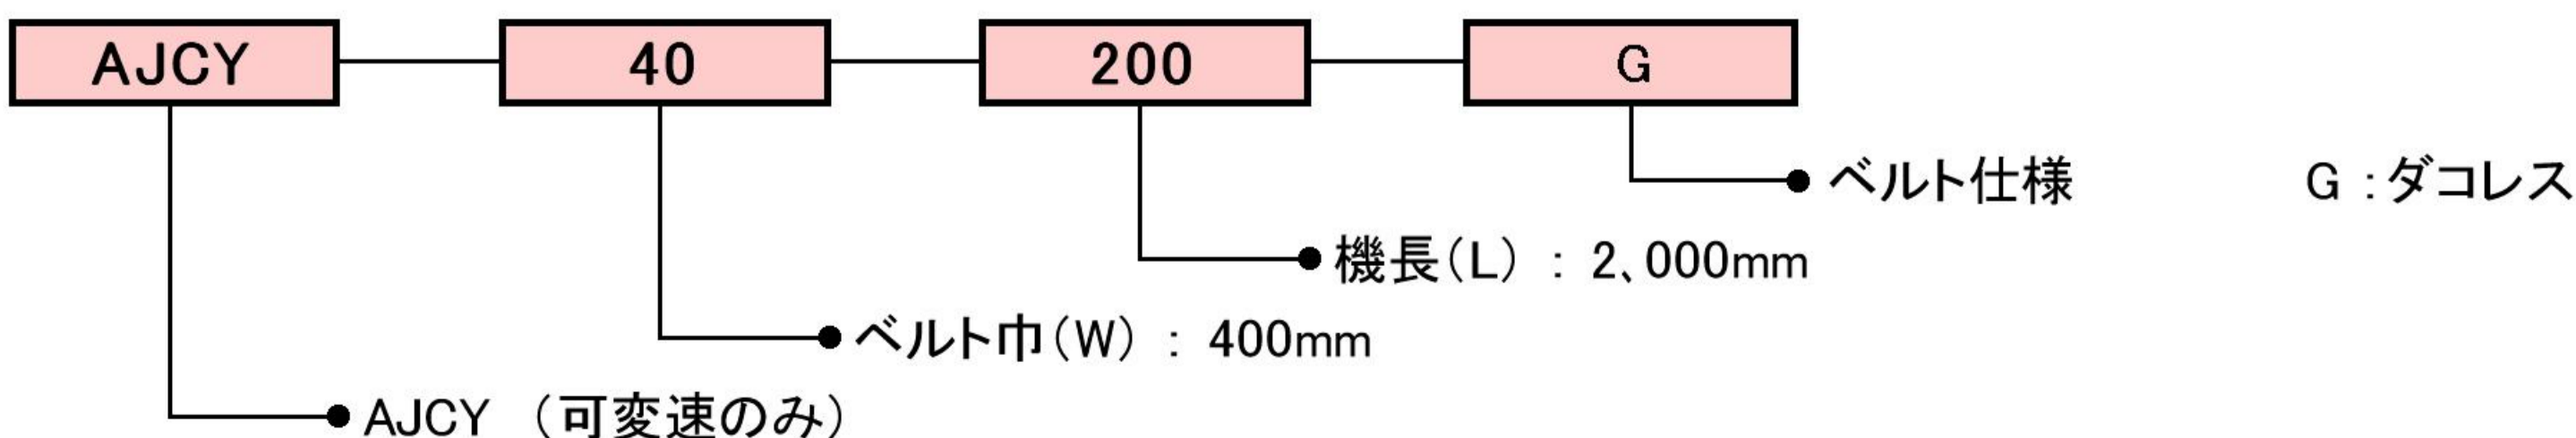 AJCY 40 200 G
ベルト仕様 G :ダコレス
機長(L) : 2、000mm
ベルト巾(W) : 400mm
AJCY (可変速のみ)